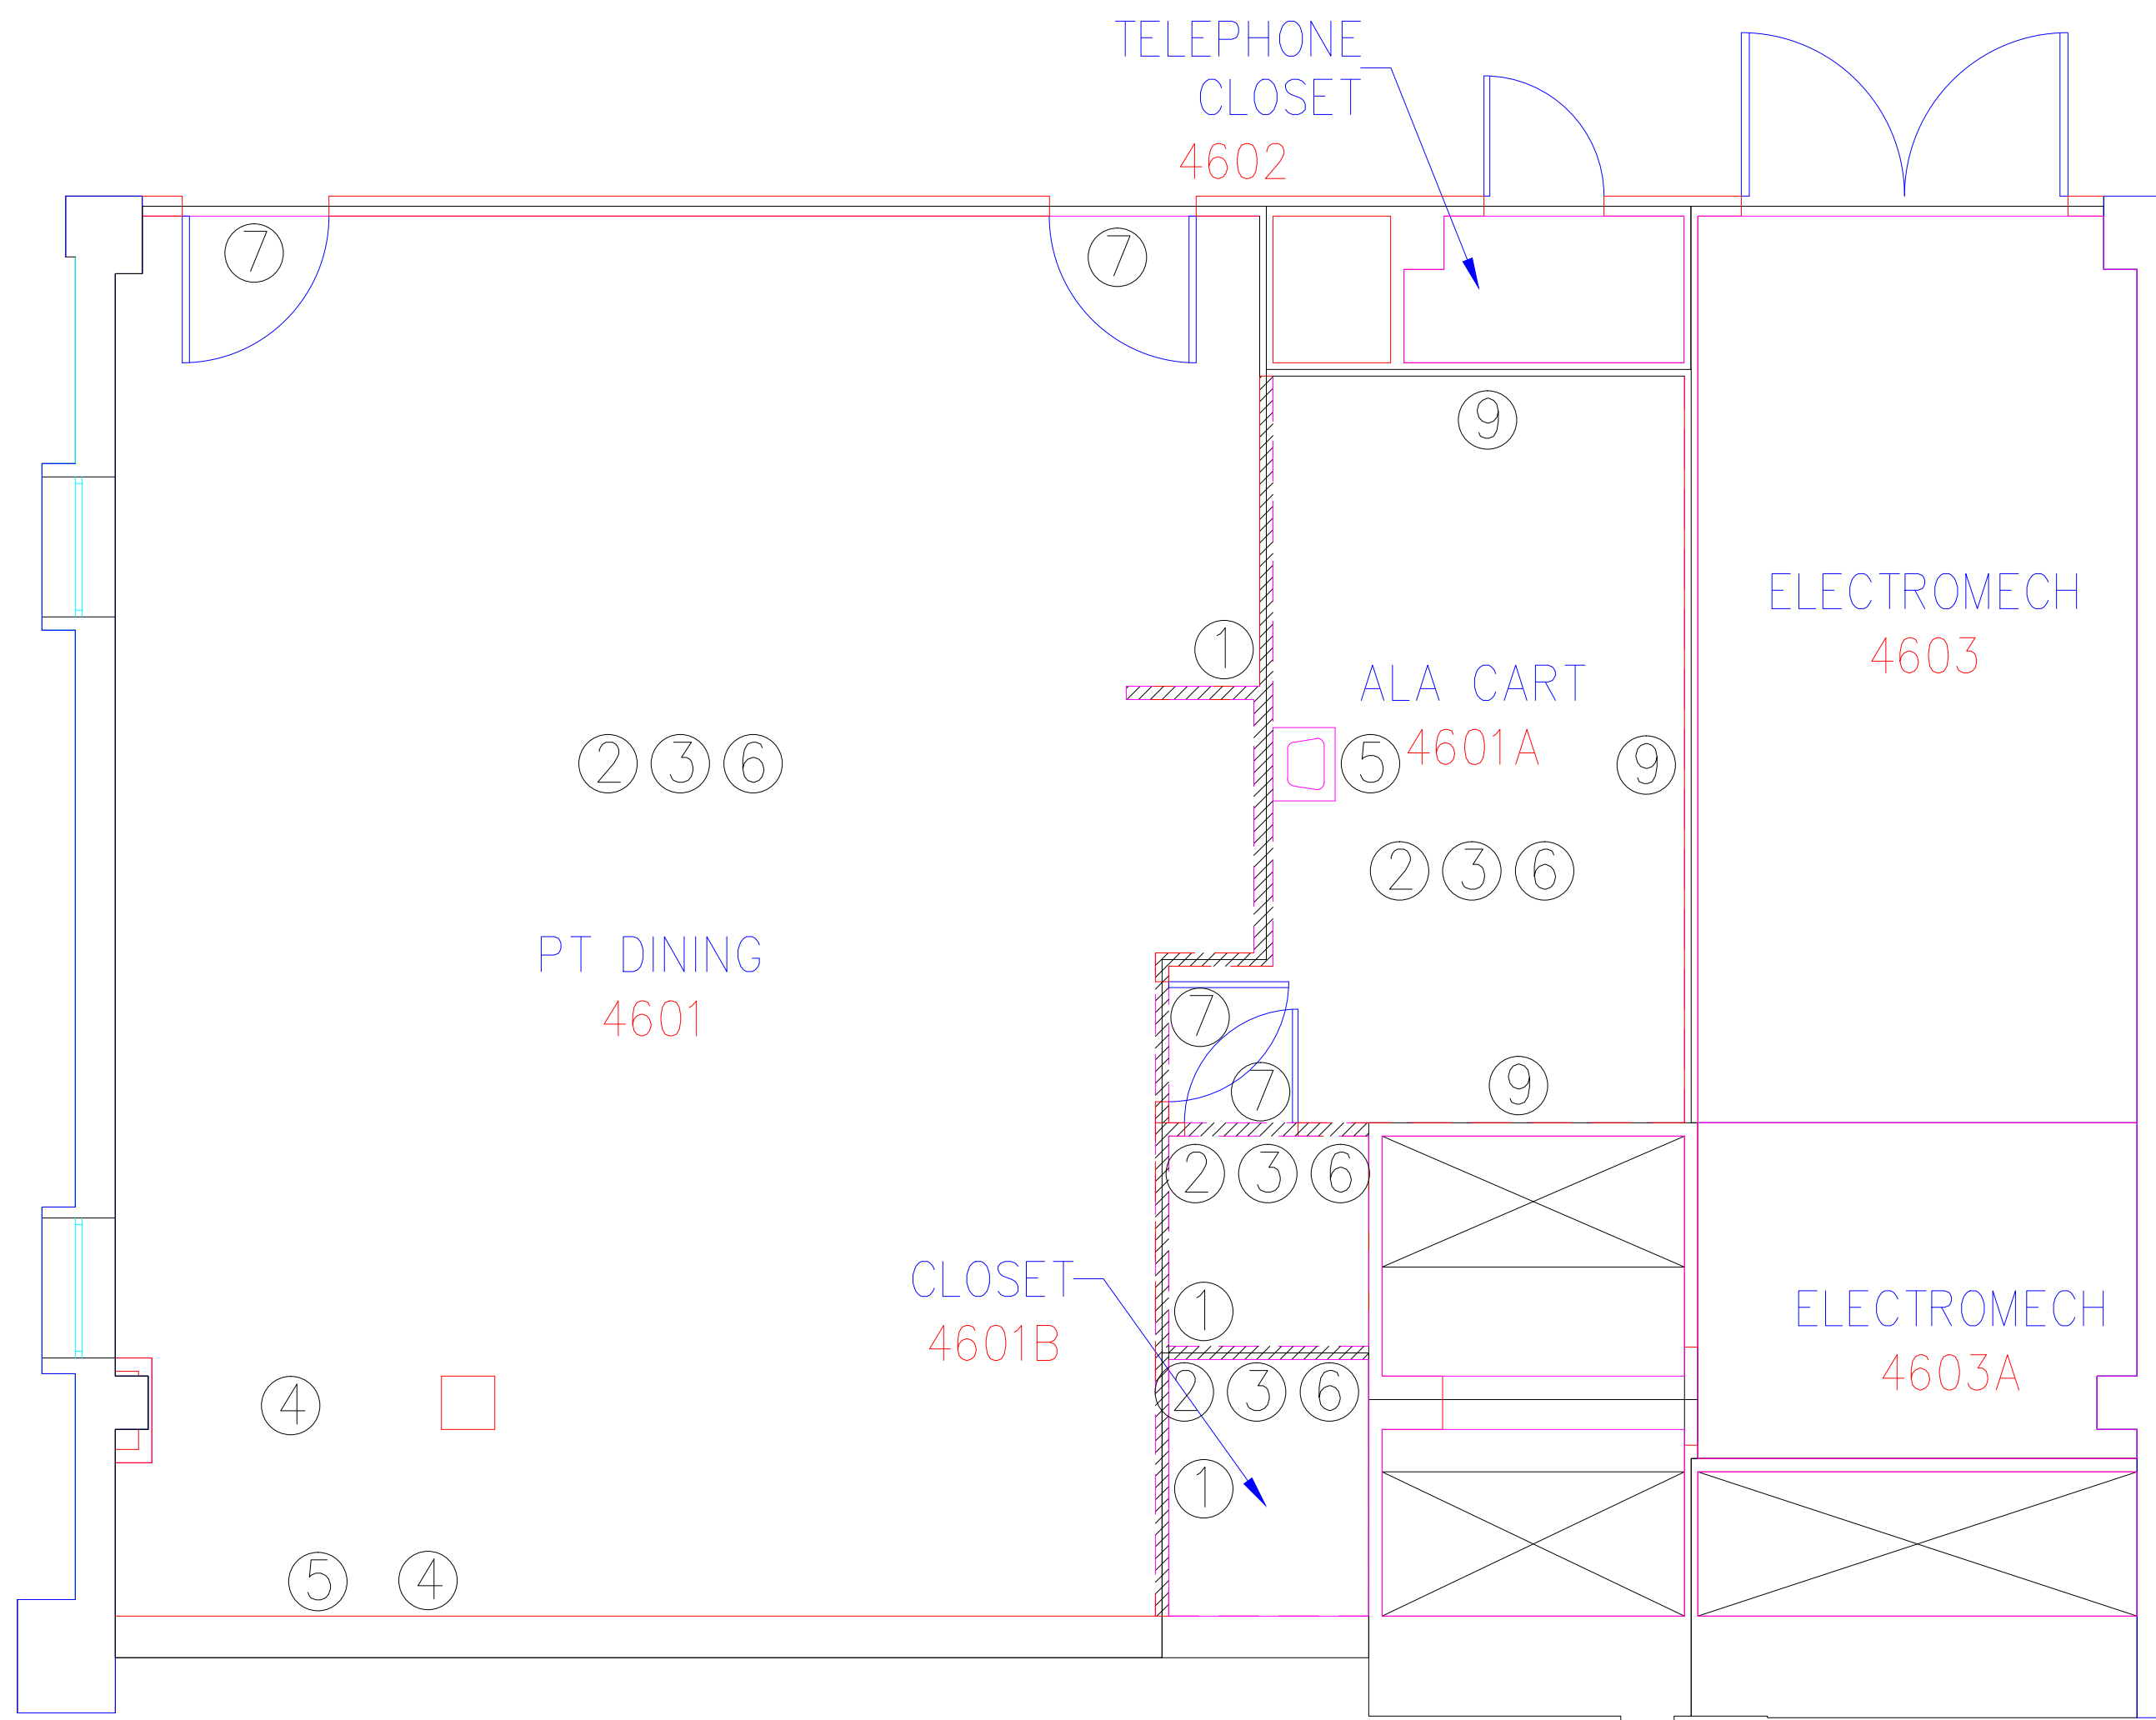 TELEPHONE
CLOSET
4602
7
7
9
ELECTROMECH
4603
1
ALA CART
4601A
2 3 6
5
9
2 3 6
PT DINING
4601
7
7
9
2 3 6
CLOSET
4601B
1
ELECTROMECH
4603A
2 3 6
4
1
5 4